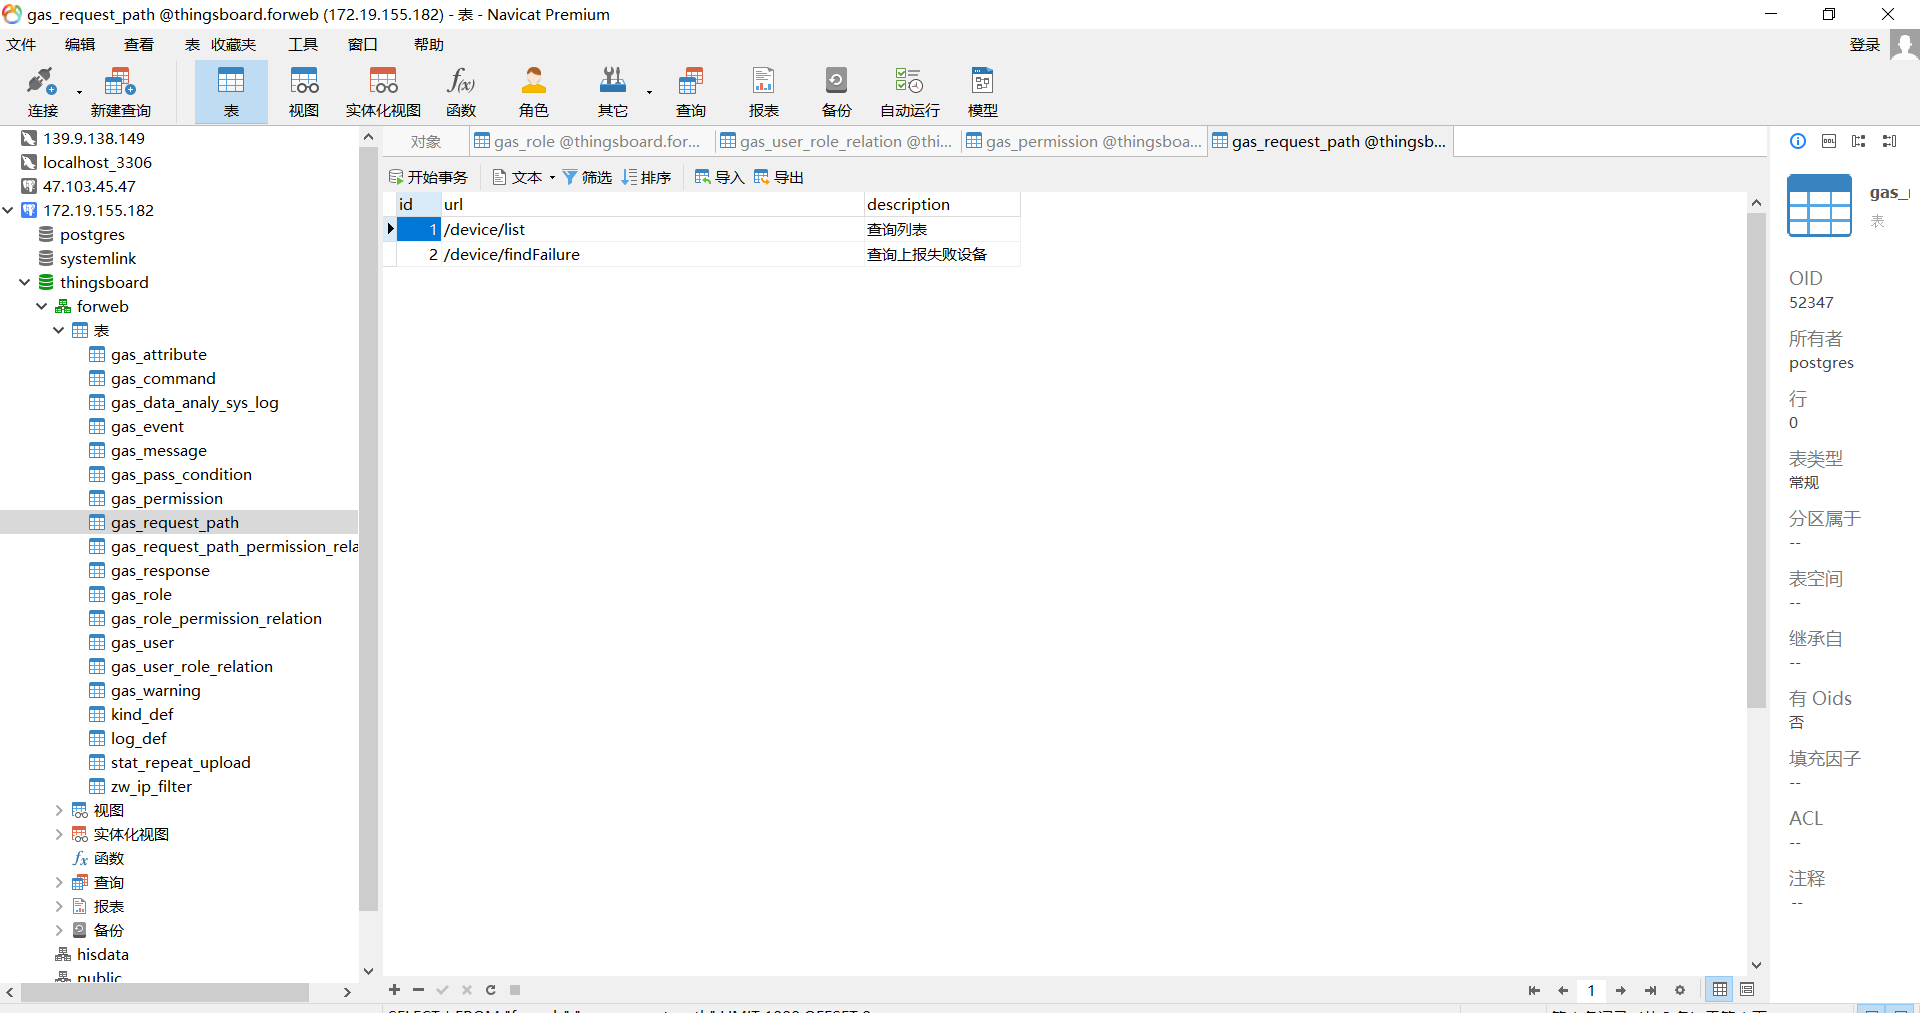 gas_request_path @thingsboard.forweb (172.19.155.182) - 表 - Navicat Premium
文件 编辑 查看 表 收藏夹 工具 窗口 帮助 登录
连接 新建查询 表 视图 实体化视图 函数 角色 其它 查询 报表 备份 自动运行 模型
139.9.138.149
localhost_3306
47.103.45.47
172.19.155.182
postgres
systemlink
thingsboard
forweb
表
gas_attribute
gas_command
gas_data_analy_sys_log
gas_event
gas_message
gas_pass_condition
gas_permission
gas_request_path
gas_request_path_permission_rela
gas_response
gas_role
gas_role_permission_relation
gas_user
gas_user_role_relation
gas_warning
kind_def
log_def
stat_repeat_upload
zw_ip_filter
视图
实体化视图
函数
查询
报表
备份
hisdata
public
对象 gas_role @thingsboard.for... gas_user_role_relation @thi... gas_permission @thingsboa... gas_request_path @thingsb...
开始事务 文本 筛选 排序 导入 导出
id url description
1 /device/list 查询列表
2 /device/findFailure 查询上报失败设备
1
gas_
表
OID
52347
所有者
postgres
行
0
表类型
常规
分区属于
--
表空间
--
继承自
--
有 Oids
否
填充因子
--
ACL
--
注释
--